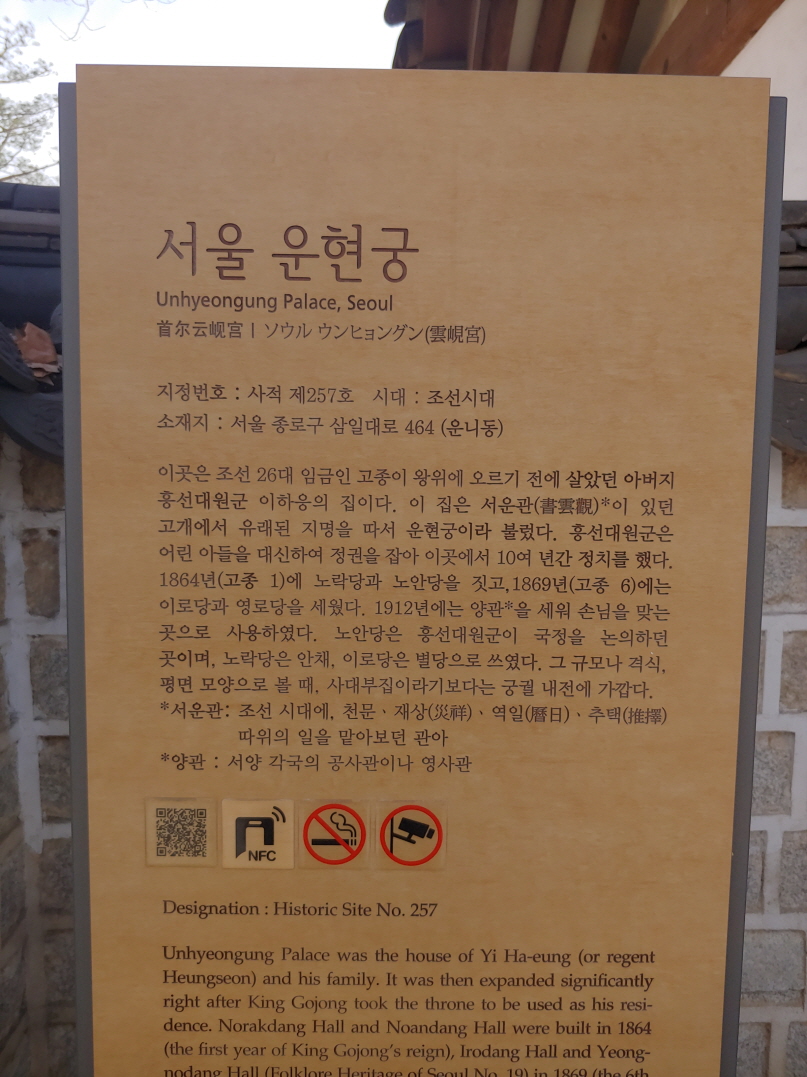 서울 운현궁
Unhyeongung Palace, Seoul
首尔云岘宫 | ソウル ウンヒョングン(雲峴宮)
지정번호 : 사적 제257호 시대 : 조선시대
소재지 : 서울 종로구 삼일대로 464 (운니동)
이곳은 조선 26대 임금인 고종이 왕위에 오르기 전에 살았던 아버지
흥선대원군 이하응의 집이다. 이 집은 서운관(書雲觀)*이 있던
고개에서 유래된 지명을 따서 운현궁이라 불렀다. 흥선대원군은
어린 아들을 대신하여 정권을 잡아 이곳에서 10여 년간 정치를 했다.
1864년(고종 1)에 노락당과 노안당을 짓고,1869년(고종 6)에는
이로당과 영로당을 세웠다. 1912년에는 양관*을 세워 손님을 맞는
곳으로 사용하였다. 노안당은 흥선대원군이 국정을 논의하던
곳이며, 노락당은 안채, 이로당은 별당으로 쓰였다. 그 규모나 격식,
평면 모양으로 볼 때, 사대부집이라기보다는 궁궐 내전에 가깝다.
*서운관: 조선 시대에, 천문ㆍ재상(災祥)ㆍ역일(曆日)ㆍ추택(推擇)
따위의 일을 맡아보던 관아
*양관 : 서양 각국의 공사관이나 영사관
NFC
Designation : Historic Site No. 257
Unhyeongung Palace was the house of Yi Ha-eung (or regent
Heungseon) and his family. It was then expanded significantly
right after King Gojong took the throne to be used as his resi-
dence. Norakdang Hall and Noandang Hall were built in 1864
(the first year of King Gojong's reign), Irodang Hall and Yeong-
nodang Hall (Folklore Heritage of Seoul No. 19) in 1869 (the 6th